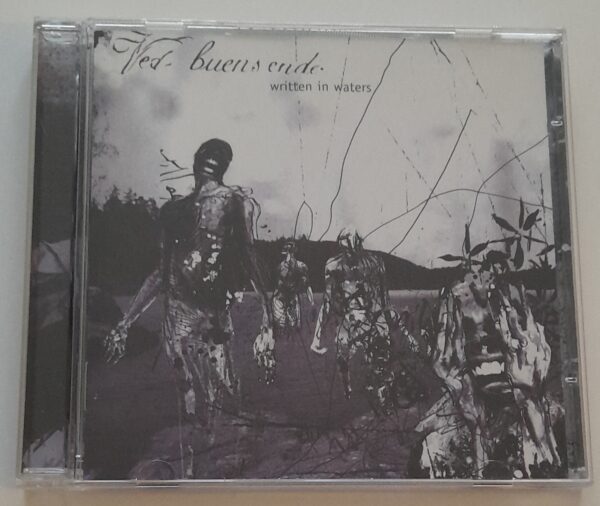 Ved buens ende.
written in waters